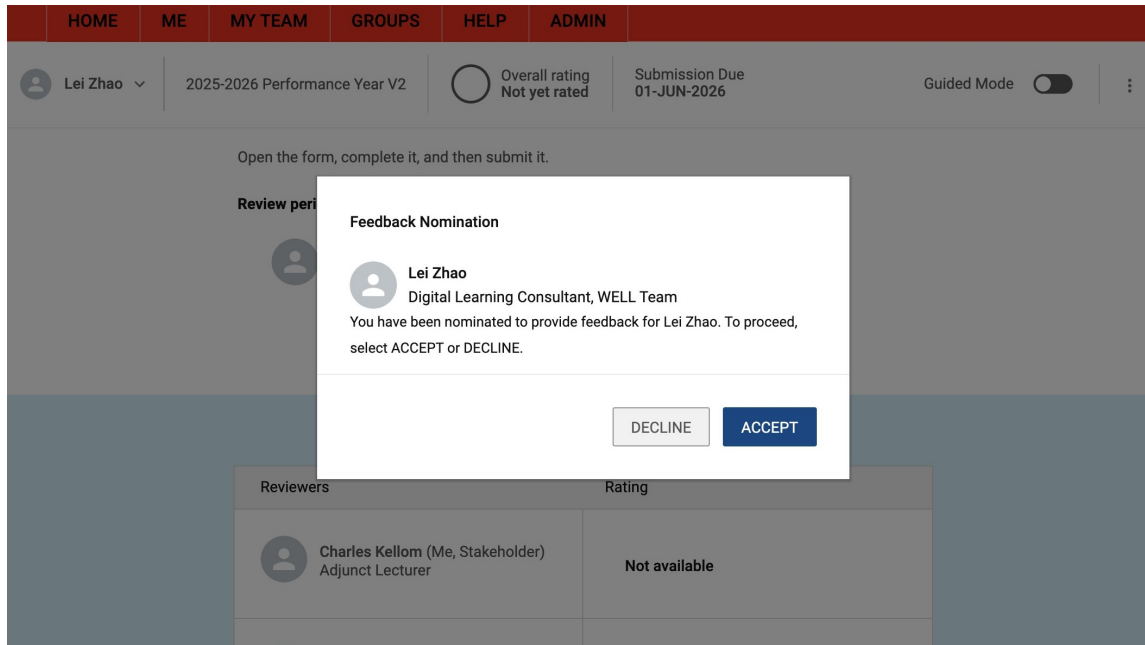 HOME ME MY TEAM GROUPS HELP ADMIN
Lei Zhao 2025-2026 Performance Year V2 Overall rating Not yet rated Submission Due 01-JUN-2026 Guided Mode
Open the form, complete it, and then submit it.
Review peri
Feedback Nomination
Lei Zhao
Digital Learning Consultant, WELL Team
You have been nominated to provide feedback for Lei Zhao. To proceed,
select ACCEPT or DECLINE.
DECLINE ACCEPT
Reviewers Rating
Charles Kellom (Me, Stakeholder)
Adjunct Lecturer
Not available